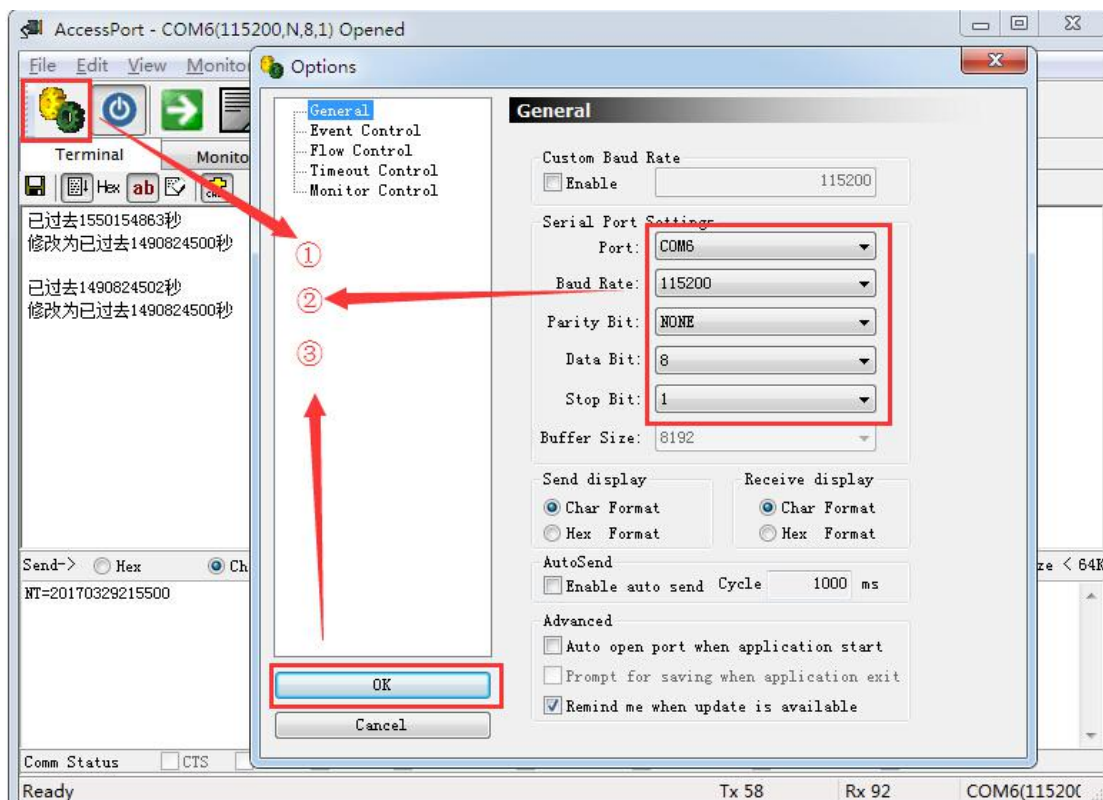 AccessPort - COM6(115200,N,8,1) Opened
File Edit View Monitor
Options
General
Event Control
Flow Control
Timeout Control
Monitor Control
General
Custom Baud Rate
Enable 115200
Serial Port Settings
Port: COM6
Baud Rate: 115200
Parity Bit: NONE
Data Bit: 8
Stop Bit: 1
Buffer Size: 8192
Send display
Char Format
Hex Format
Receive display
Char Format
Hex Format
AutoSend
Enable auto send Cycle 1000 ms
Advanced
Auto open port when application start
Prompt for saving when application exit
Remind me when update is available
①
②
③
OK
Cancel
Terminal Monito
Hex ab
已过去1550154863秒
修改为已过去1490824500秒
已过去1490824502秒
修改为已过去1490824500秒
Send-> Hex Ch
ze < 64K
NT=20170329215500
Comm Status CTS
Ready Tx 58 Rx 92 COM6(115200